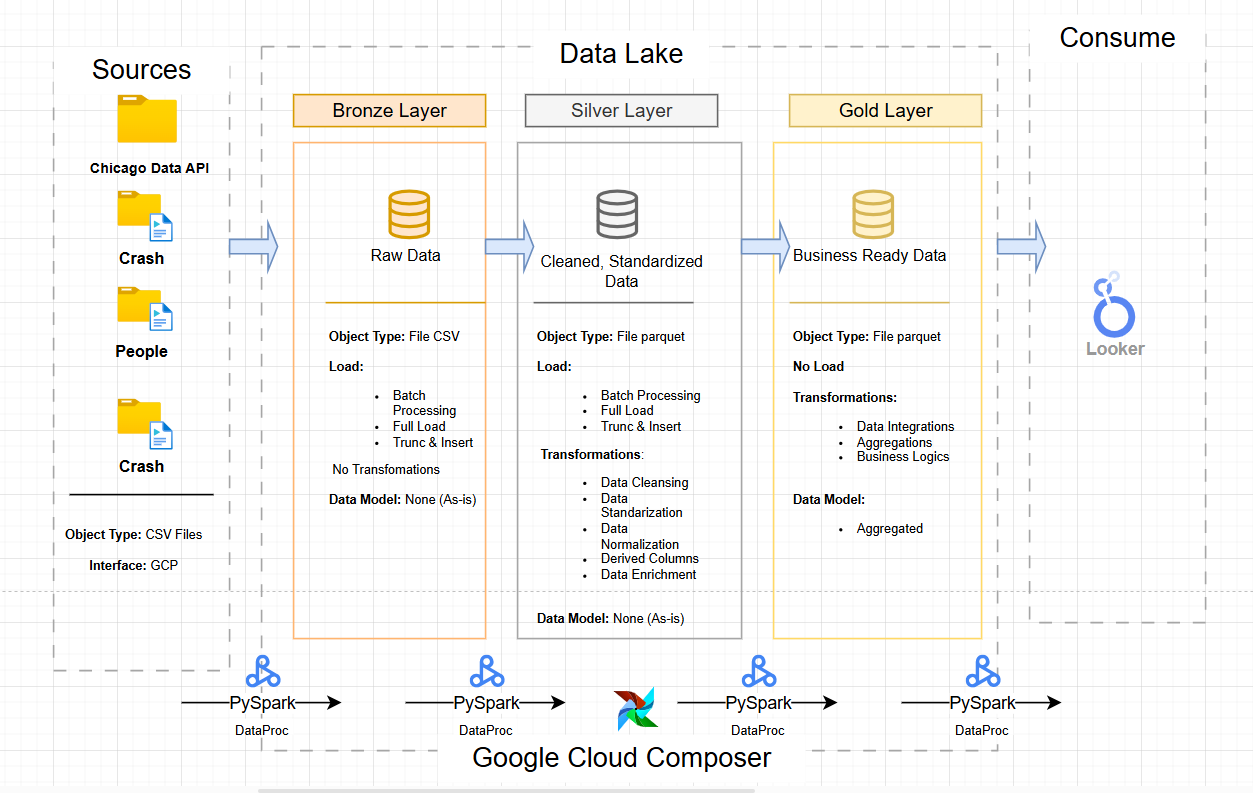 Sources
Chicago Data API
Crash
People
Crash
Object Type: CSV Files
Interface: GCP
Data Lake
Bronze Layer
Raw Data
Object Type: File CSV
Load:
• Batch
Processing
• Full Load
• Trunc & Insert
No Transfomations
Data Model: None (As-is)
Silver Layer
Cleaned, Standardized
Data
Object Type: File parquet
Load:
• Batch Processing
• Full Load
• Trunc & Insert
Transformations:
• Data Cleansing
• Data
Standarization
• Data
Normalization
• Derived Columns
• Data Enrichment
Data Model: None (As-is)
Gold Layer
Business Ready Data
Object Type: File parquet
No Load
Transformations:
• Data Integrations
• Aggregations
• Business Logics
Data Model:
• Aggregated
Consume
Looker
PySpark
DataProc
PySpark
DataProc
PySpark
DataProc
PySpark
DataProc
Google Cloud Composer